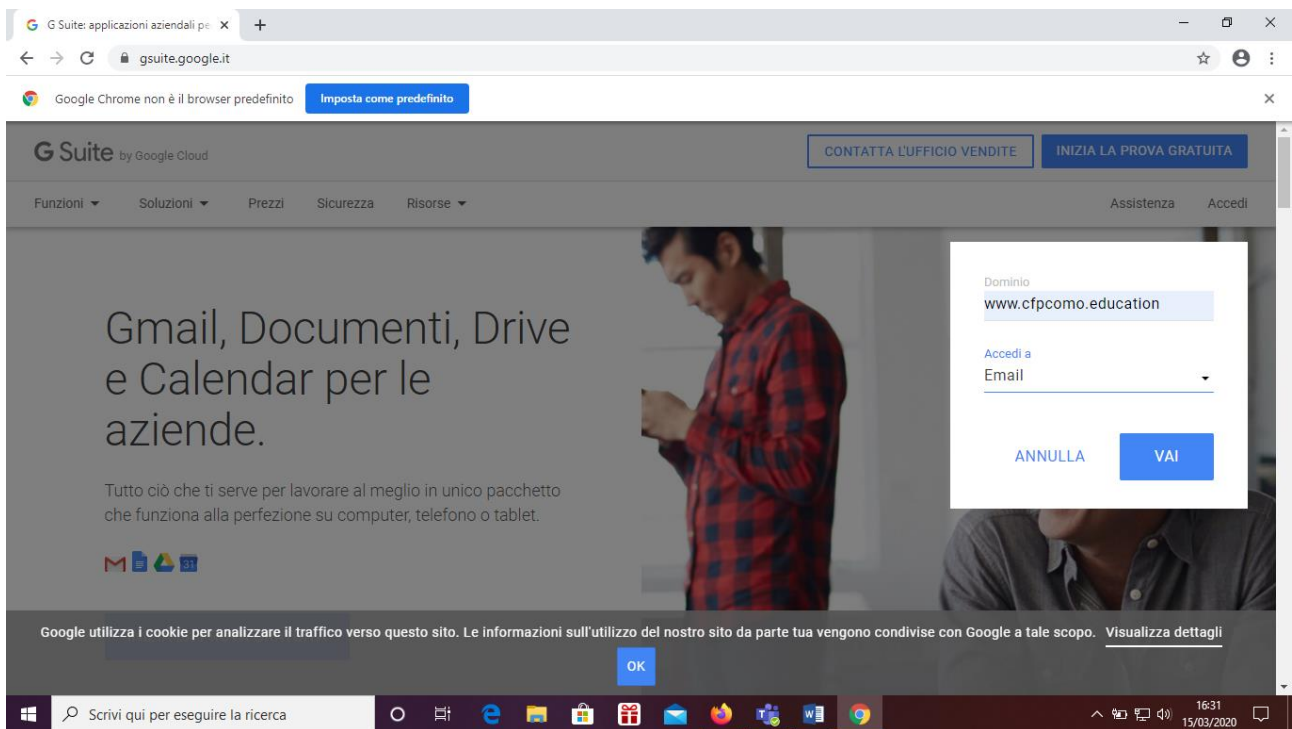 G Suite: applicazioni aziendali pe
gsuite.google.it
Google Chrome non è il browser predefinito Imposta come predefinito
G Suite by Google Cloud CONTATTA L'UFFICIO VENDITE INIZIA LA PROVA GRATUITA
Funzioni Soluzioni Prezzi Sicurezza Risorse Assistenza Accedi
Gmail, Documenti, Drive
e Calendar per le
aziende.
Tutto ciò che ti serve per lavorare al meglio in unico pacchetto
che funziona alla perfezione su computer, telefono o tablet.
31
Dominio
www.cfpcomo.education
Accedi a
Email
ANNULLA VAI
Google utilizza i cookie per analizzare il traffico verso questo sito. Le informazioni sull'utilizzo del nostro sito da parte tua vengono condivise con Google a tale scopo. Visualizza dettagli
OK
Scrivi qui per eseguire la ricerca
16:31
15/03/2020